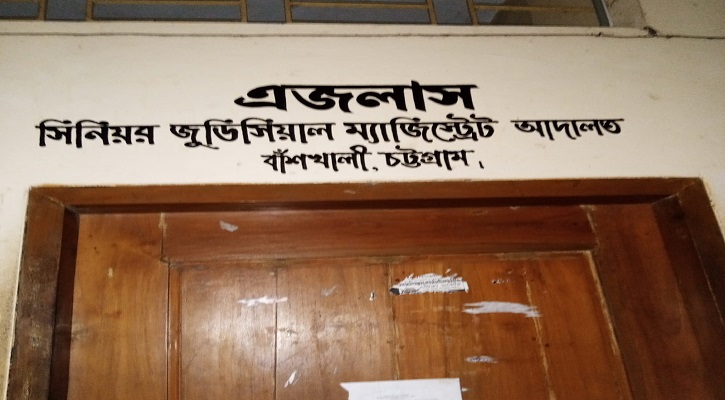 এজলাস
সিনিয়র জুডিসিয়াল ম্যাজিস্ট্রেট আদালত
বাঁশখালী, চট্টগ্রাম।